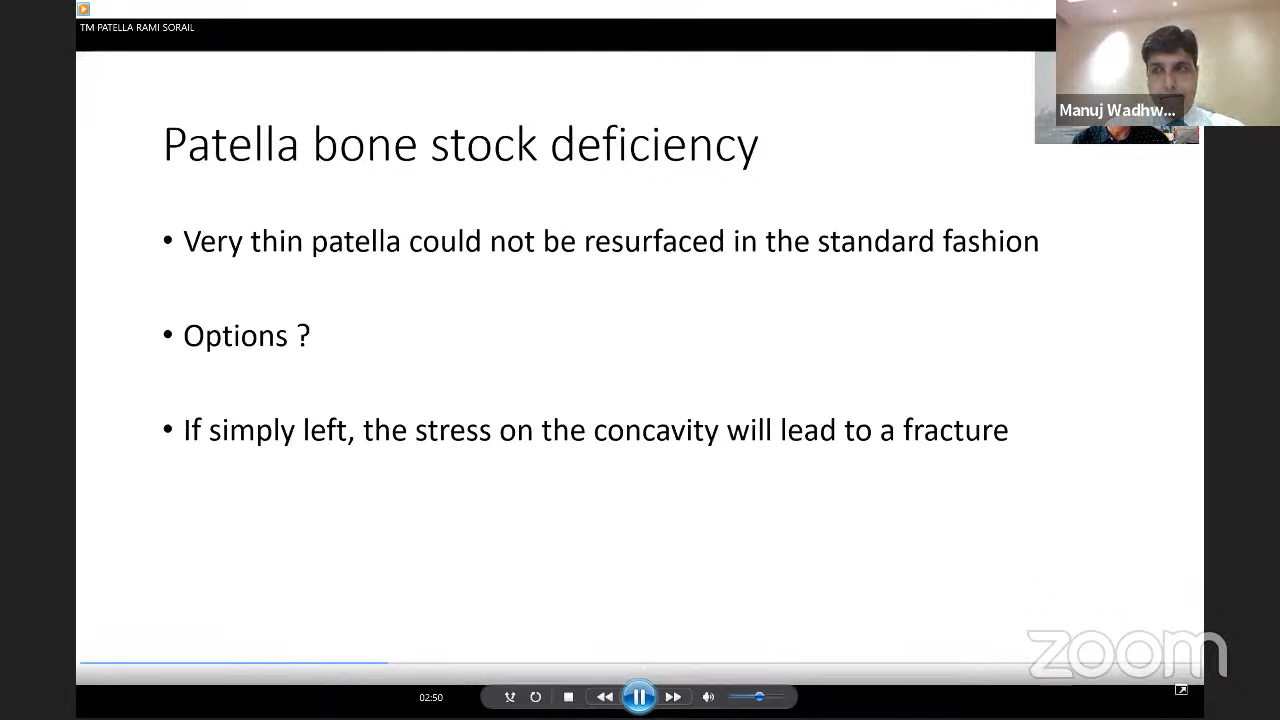 TM PATELLA RAMI SORAIL
Manuj Wadhw...
Patella bone stock deficiency
• Very thin patella could not be resurfaced in the standard fashion
• Options ?
• If simply left, the stress on the concavity will lead to a fracture
zoom
02:50